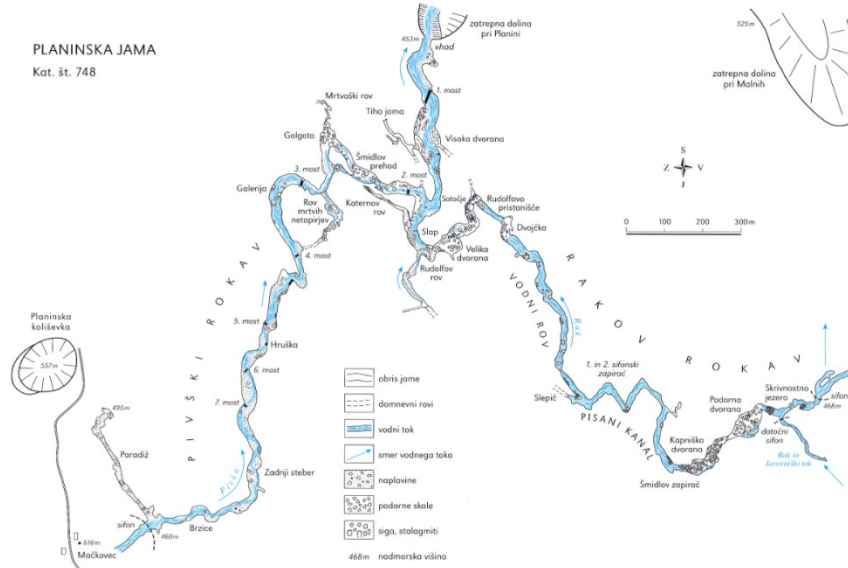 PLANINSKA JAMA
Kat. št. 748
zatrepna dolina
pri Planini
453m
vhad
525m
zatrepna dolina
pri Malnih
1. most
Mrtvaški rov
Tiha jama
Golgota
Visoka dvorana
Šmidlov
prehod
3. most
2. most
Galerija
Rov
mrtvih
netopirjev
Katernov
rov
Sotočje
Rudolfovo
pristanišče
Slap
Dvojčka
Velika
dvorana
Rudolfov
rov
4. most
S
Z V
J
0 100 200 300m
PIVŠKI ROKAV
VODNI ROV
RAKOV ROKAV
Rak
5. most
Hruška
6. most
7. most
Planinska
koliševka
557m
495m
Paradiž
Zadnji steber
Pivka
sifon
468m
Brzice
616m
Mačkovec
1. in 2. sifonski
zapirač
Slepič
PISANI KANAL
Podorna
dvorana
Skrivnostno
jezero
sifon
468m
Kapniška
dvorana
dotočni
sifon
Šmidlov zapirač
Rak in
Javorniški tok
obris jame
domnevni rovi
vodni tok
smer vodnega toka
naplavine
podorne skale
siga, stalagmiti
468m nadmorska višina